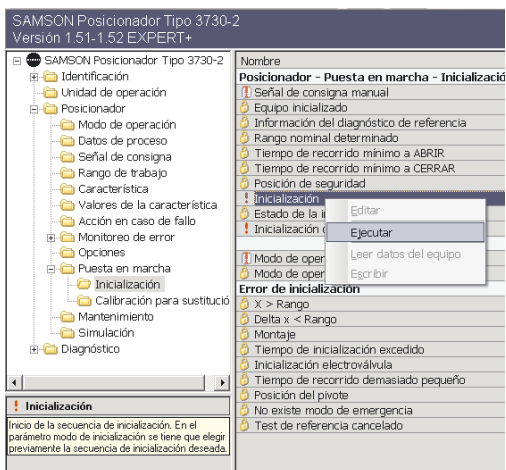 SAMSON Posicionador Tipo 3730-2
Versión 1.51-1.52 EXPERT+
SAMSON Posicionador Tipo 3730-2
Identificación
Unidad de operación
Posicionador
Modo de operación
Datos de proceso
Señal de consigna
Rango de trabajo
Característica
Valores de la característica
Acción en caso de fallo
Monitoreo de error
Opciones
Puesta en marcha
Inicialización
Calibración para sustitució
Mantenimiento
Simulación
Diagnóstico
Inicialización
Inicio de la secuencia de inicialización. En el
parámetro modo de inicialización se tiene que elegir
previamente la secuencia de inicialización deseada.
Nombre
Posicionador - Puesta en marcha - Inicializació
Señal de consigna manual
Equipo inicializado
Información del diagnóstico de referencia
Rango nominal determinado
Tiempo de recorrido mínimo a ABRIR
Tiempo de recorrido mínimo a CERRAR
Posición de seguridad
Inicialización
Estado de la i
Inicialización
Modo de oper
Modo de oper
Editar
Ejecutar
Leer datos del equipo
Escribir
Error de inicialización
X > Rango
Delta x < Rango
Montaje
Tiempo de inicialización excedido
Inicialización electroválvula
Tiempo de recorrido demasiado pequeño
Posición del pivote
No existe modo de emergencia
Test de referencia cancelado